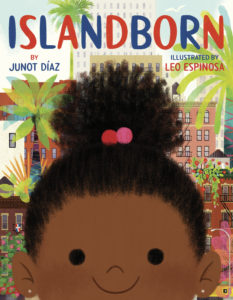 ISLANDBORN
BY
JUNOT DÍAZ
ILLUSTRATED BY
LEO ESPINOSA